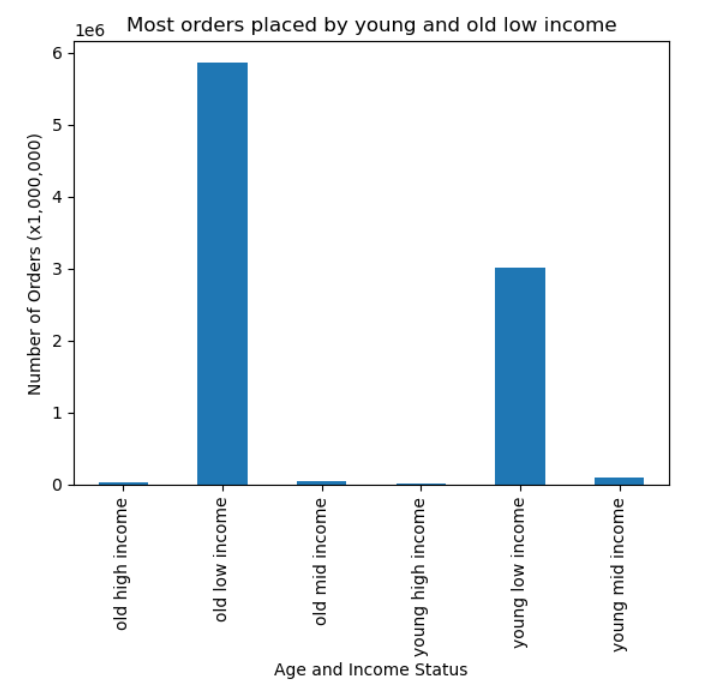 Most orders placed by young and old low income
1e6
Number of Orders (x1,000,000)
6
5
4
3
2
1
0
old high income
old low income
old mid income
young high income
young low income
young mid income
Age and Income Status